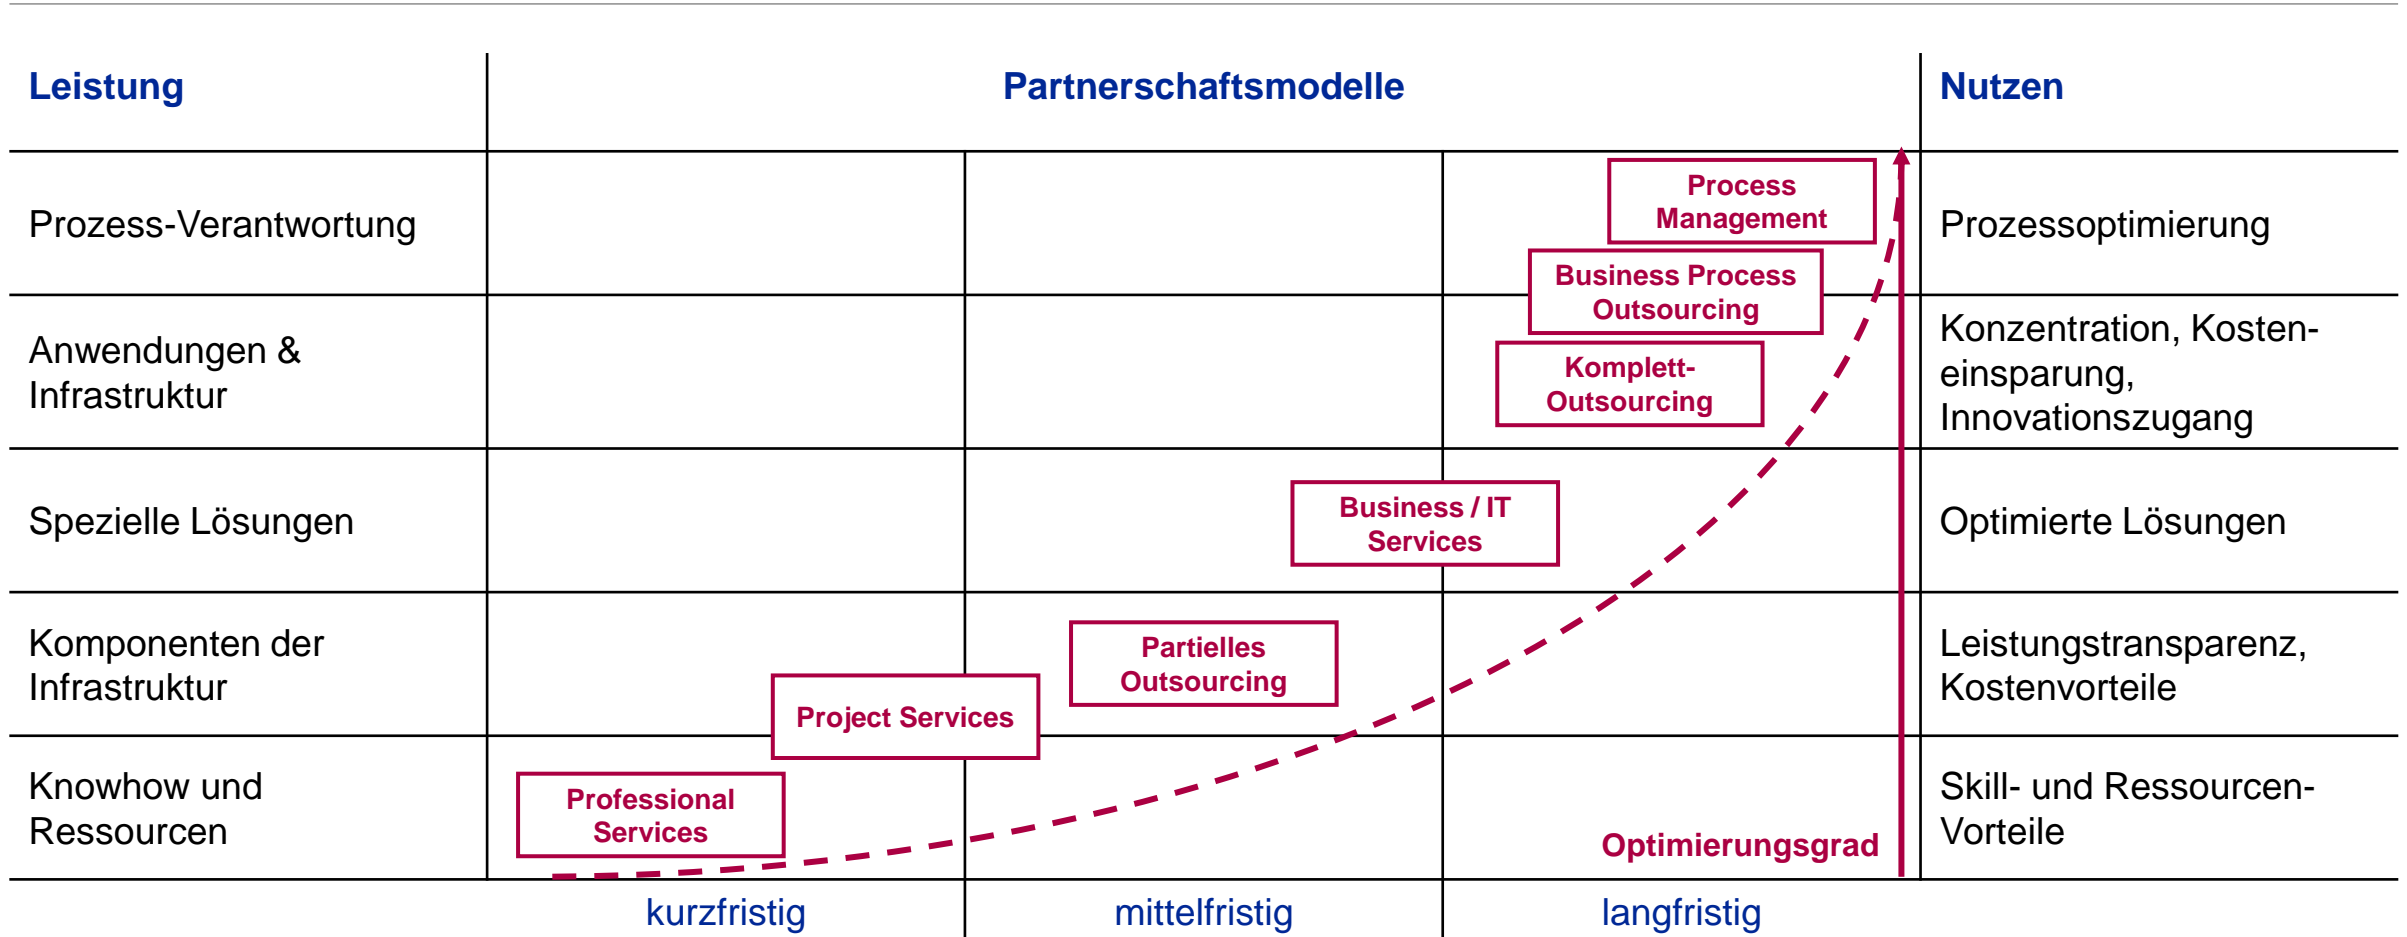 Leistung
Partnerschaftsmodelle
Nutzen
Prozess-Verantwortung
Process
Management
Prozessoptimierung
Business Process
Outsourcing
Anwendungen &
Infrastruktur
Komplett-
Outsourcing
Konzentration, Kosten-
einsparung,
Innovationszugang
Spezielle Lösungen
Business / IT
Services
Optimierte Lösungen
Komponenten der
Infrastruktur
Partielles
Outsourcing
Leistungstransparenz,
Kostenvorteile
Project Services
Knowhow und
Ressourcen
Professional
Services
Optimierungsgrad
Skill- und Ressourcen-
Vorteile
kurzfristig
mittelfristig
langfristig